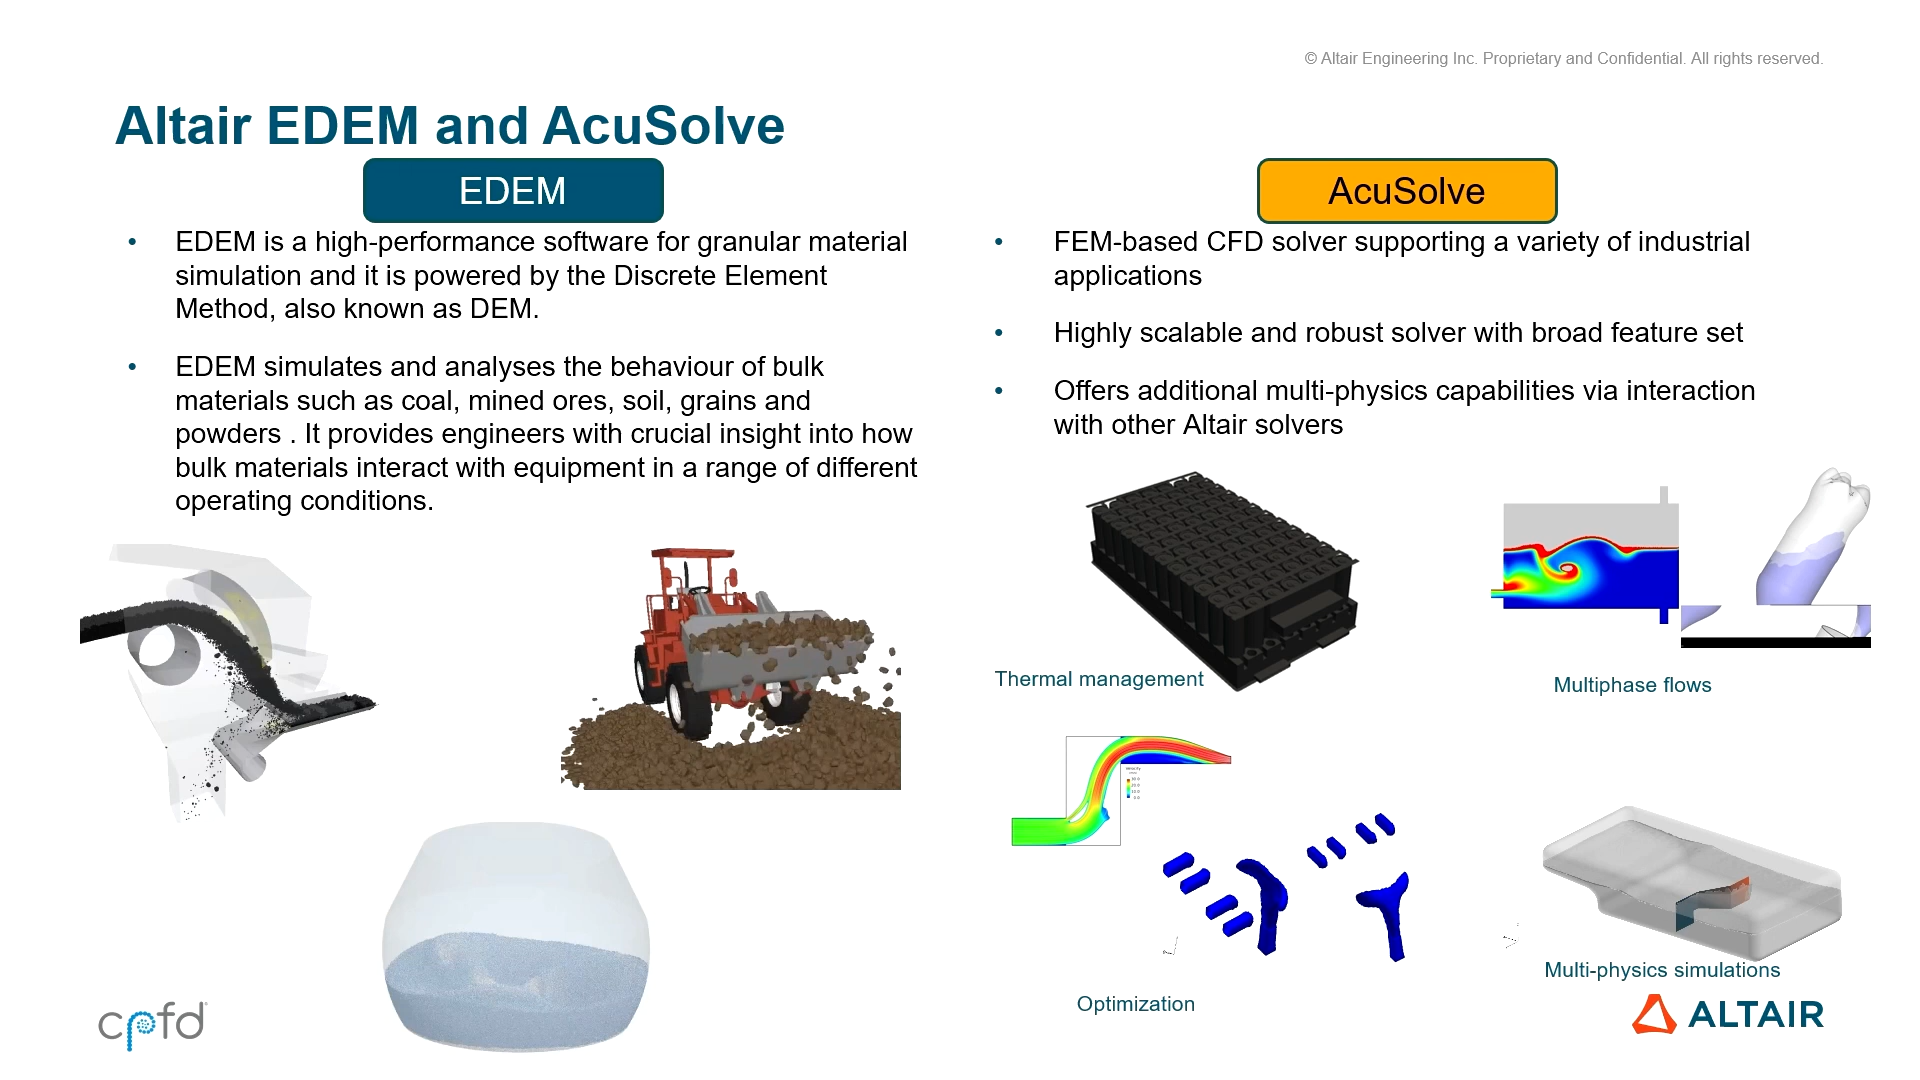 © Altair Engineering Inc. Proprietary and Confidential. All rights reserved.
Altair EDEM and AcuSolve
EDEM
• EDEM is a high-performance software for granular material
simulation and it is powered by the Discrete Element
Method, also known as DEM.
• EDEM simulates and analyses the behaviour of bulk
materials such as coal, mined ores, soil, grains and
powders . It provides engineers with crucial insight into how
bulk materials interact with equipment in a range of different
operating conditions.
AcuSolve
• FEM-based CFD solver supporting a variety of industrial
applications
• Highly scalable and robust solver with broad feature set
• Offers additional multi-physics capabilities via interaction
with other Altair solvers
Thermal management
Multiphase flows
Optimization
Multi-physics simulations
cpfd
ALTAIR